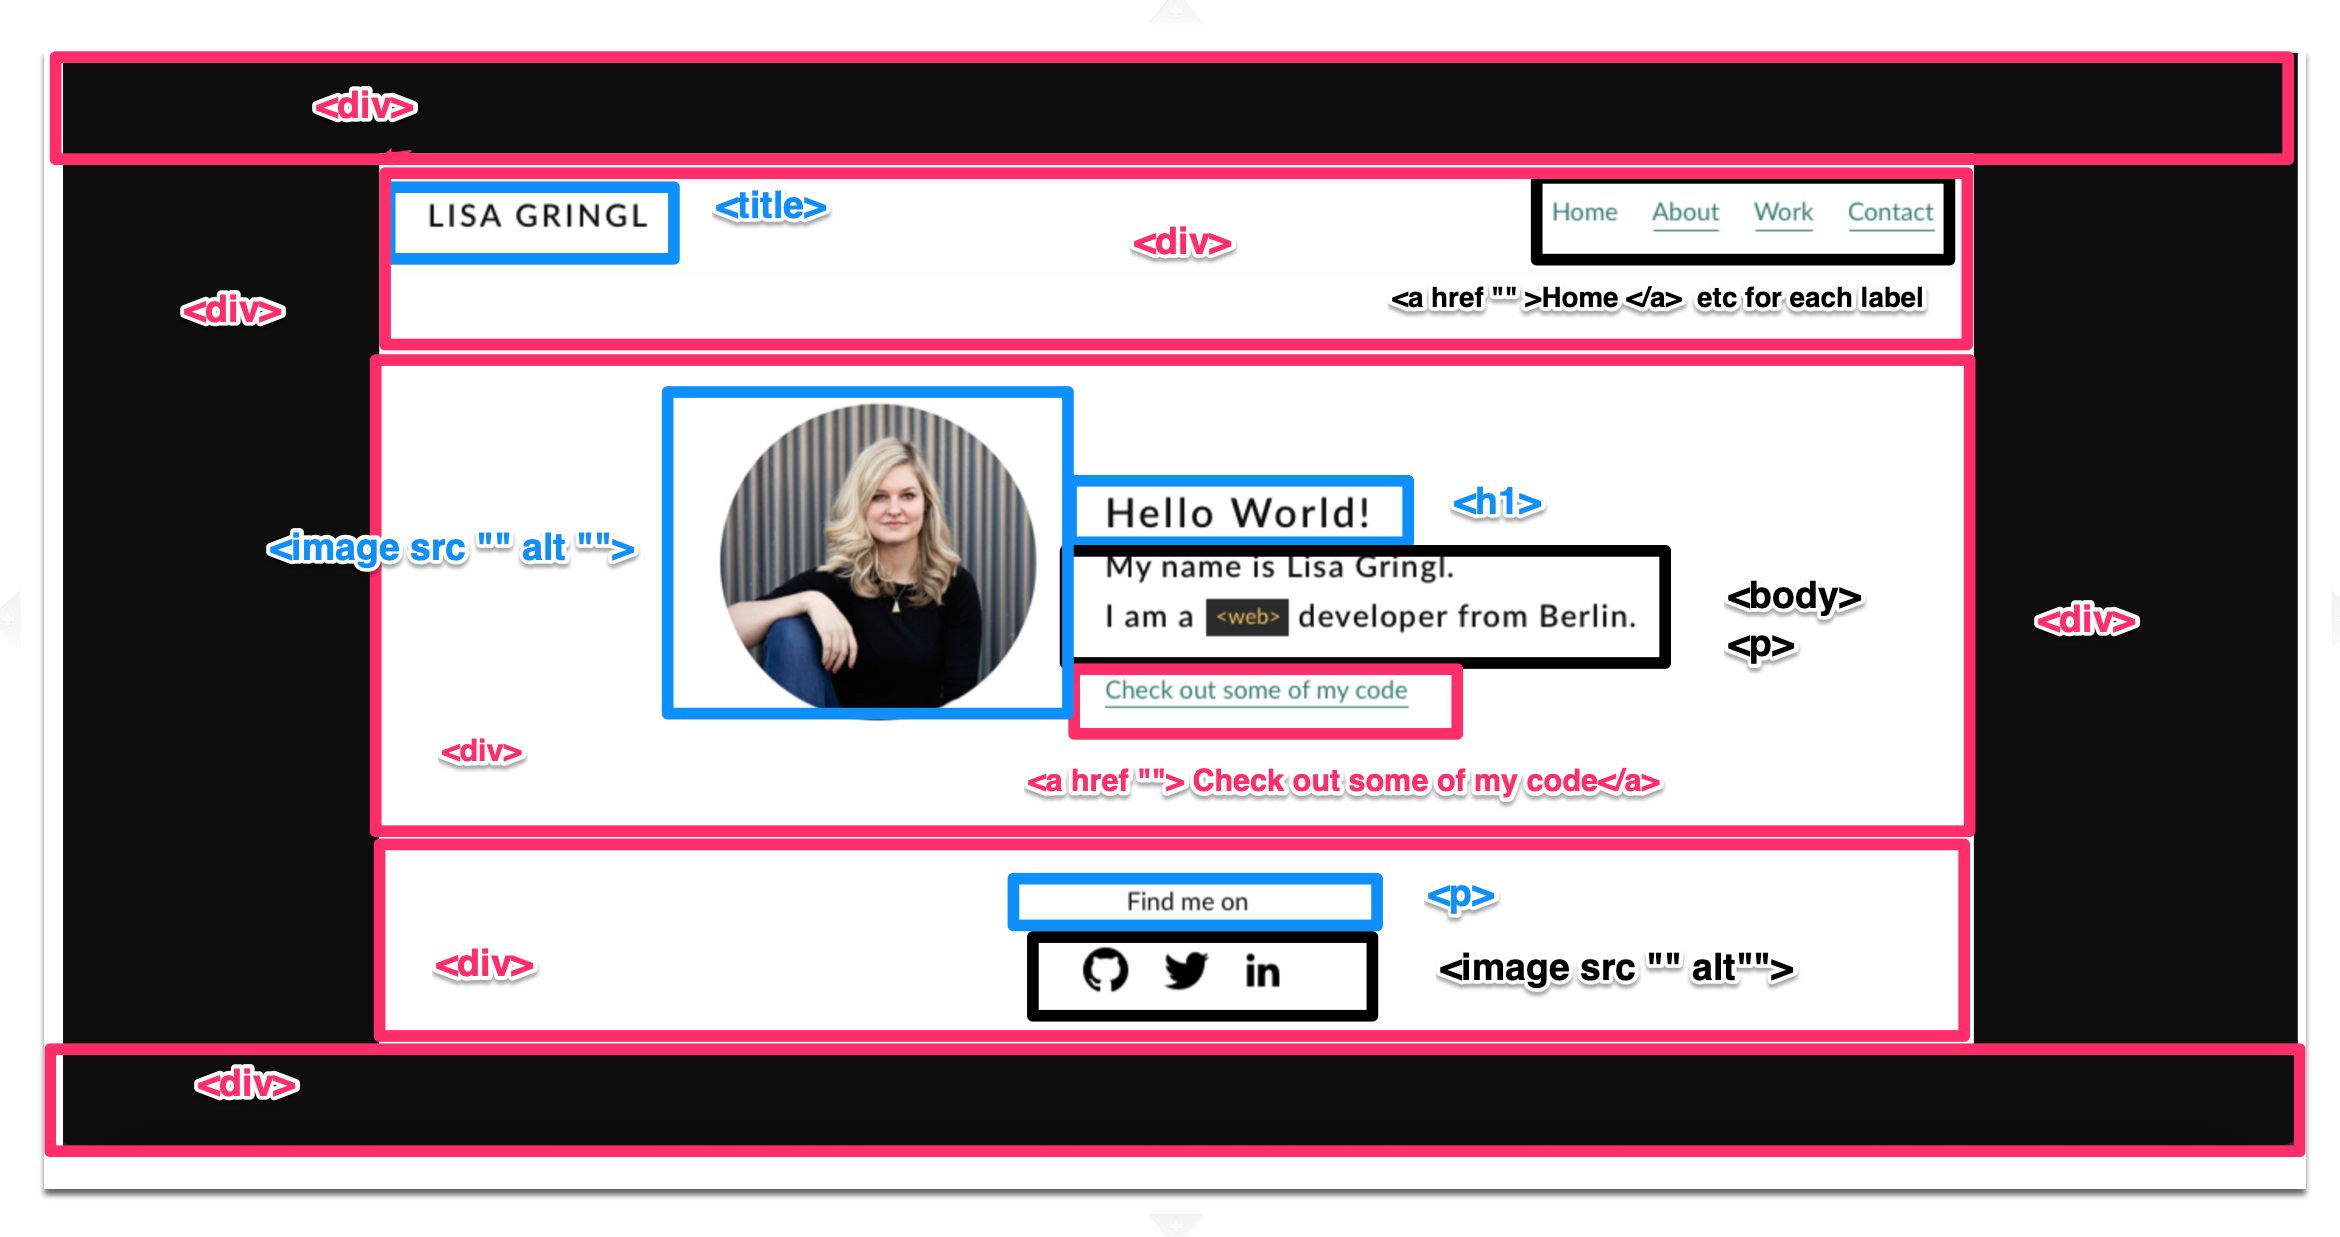 <div>
LISA GRINGL
<title>
<div>
Home About Work Contact
<a href "" >Home </a> etc for each label
<div>
<image src "" alt "">
Hello World!
<h1>
My name is Lisa Gringl.
I am a <web> developer from Berlin.
<body>
<p>
<div>
Check out some of my code
<div>
<a href ""> Check out some of my code</a>
Find me on
<p>
<div>
in
<image src "" alt"">
<div>